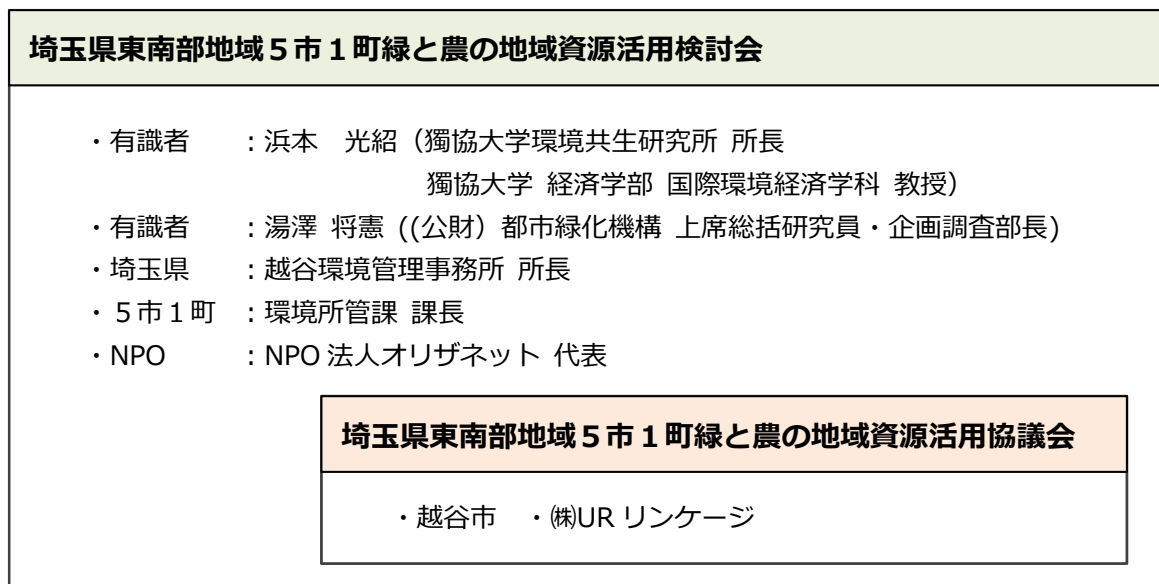 埼玉県東南部地域５市１町緑と農の地域資源活用検討会
・有識者　　：浜本　光紹（獨協大学環境共生研究所 所長
獨協大学 経済学部 国際環境経済学科 教授）
・有識者　　：湯澤 将憲 ((公財）都市緑化機構 上席総括研究員・企画調査部長)
・埼玉県　　：越谷環境管理事務所 所長
・５市１町　：環境所管課 課長
・NPO　　　：NPO 法人オリザネット 代表
埼玉県東南部地域５市１町緑と農の地域資源活用協議会
・越谷市　・㈱UR リンケージ